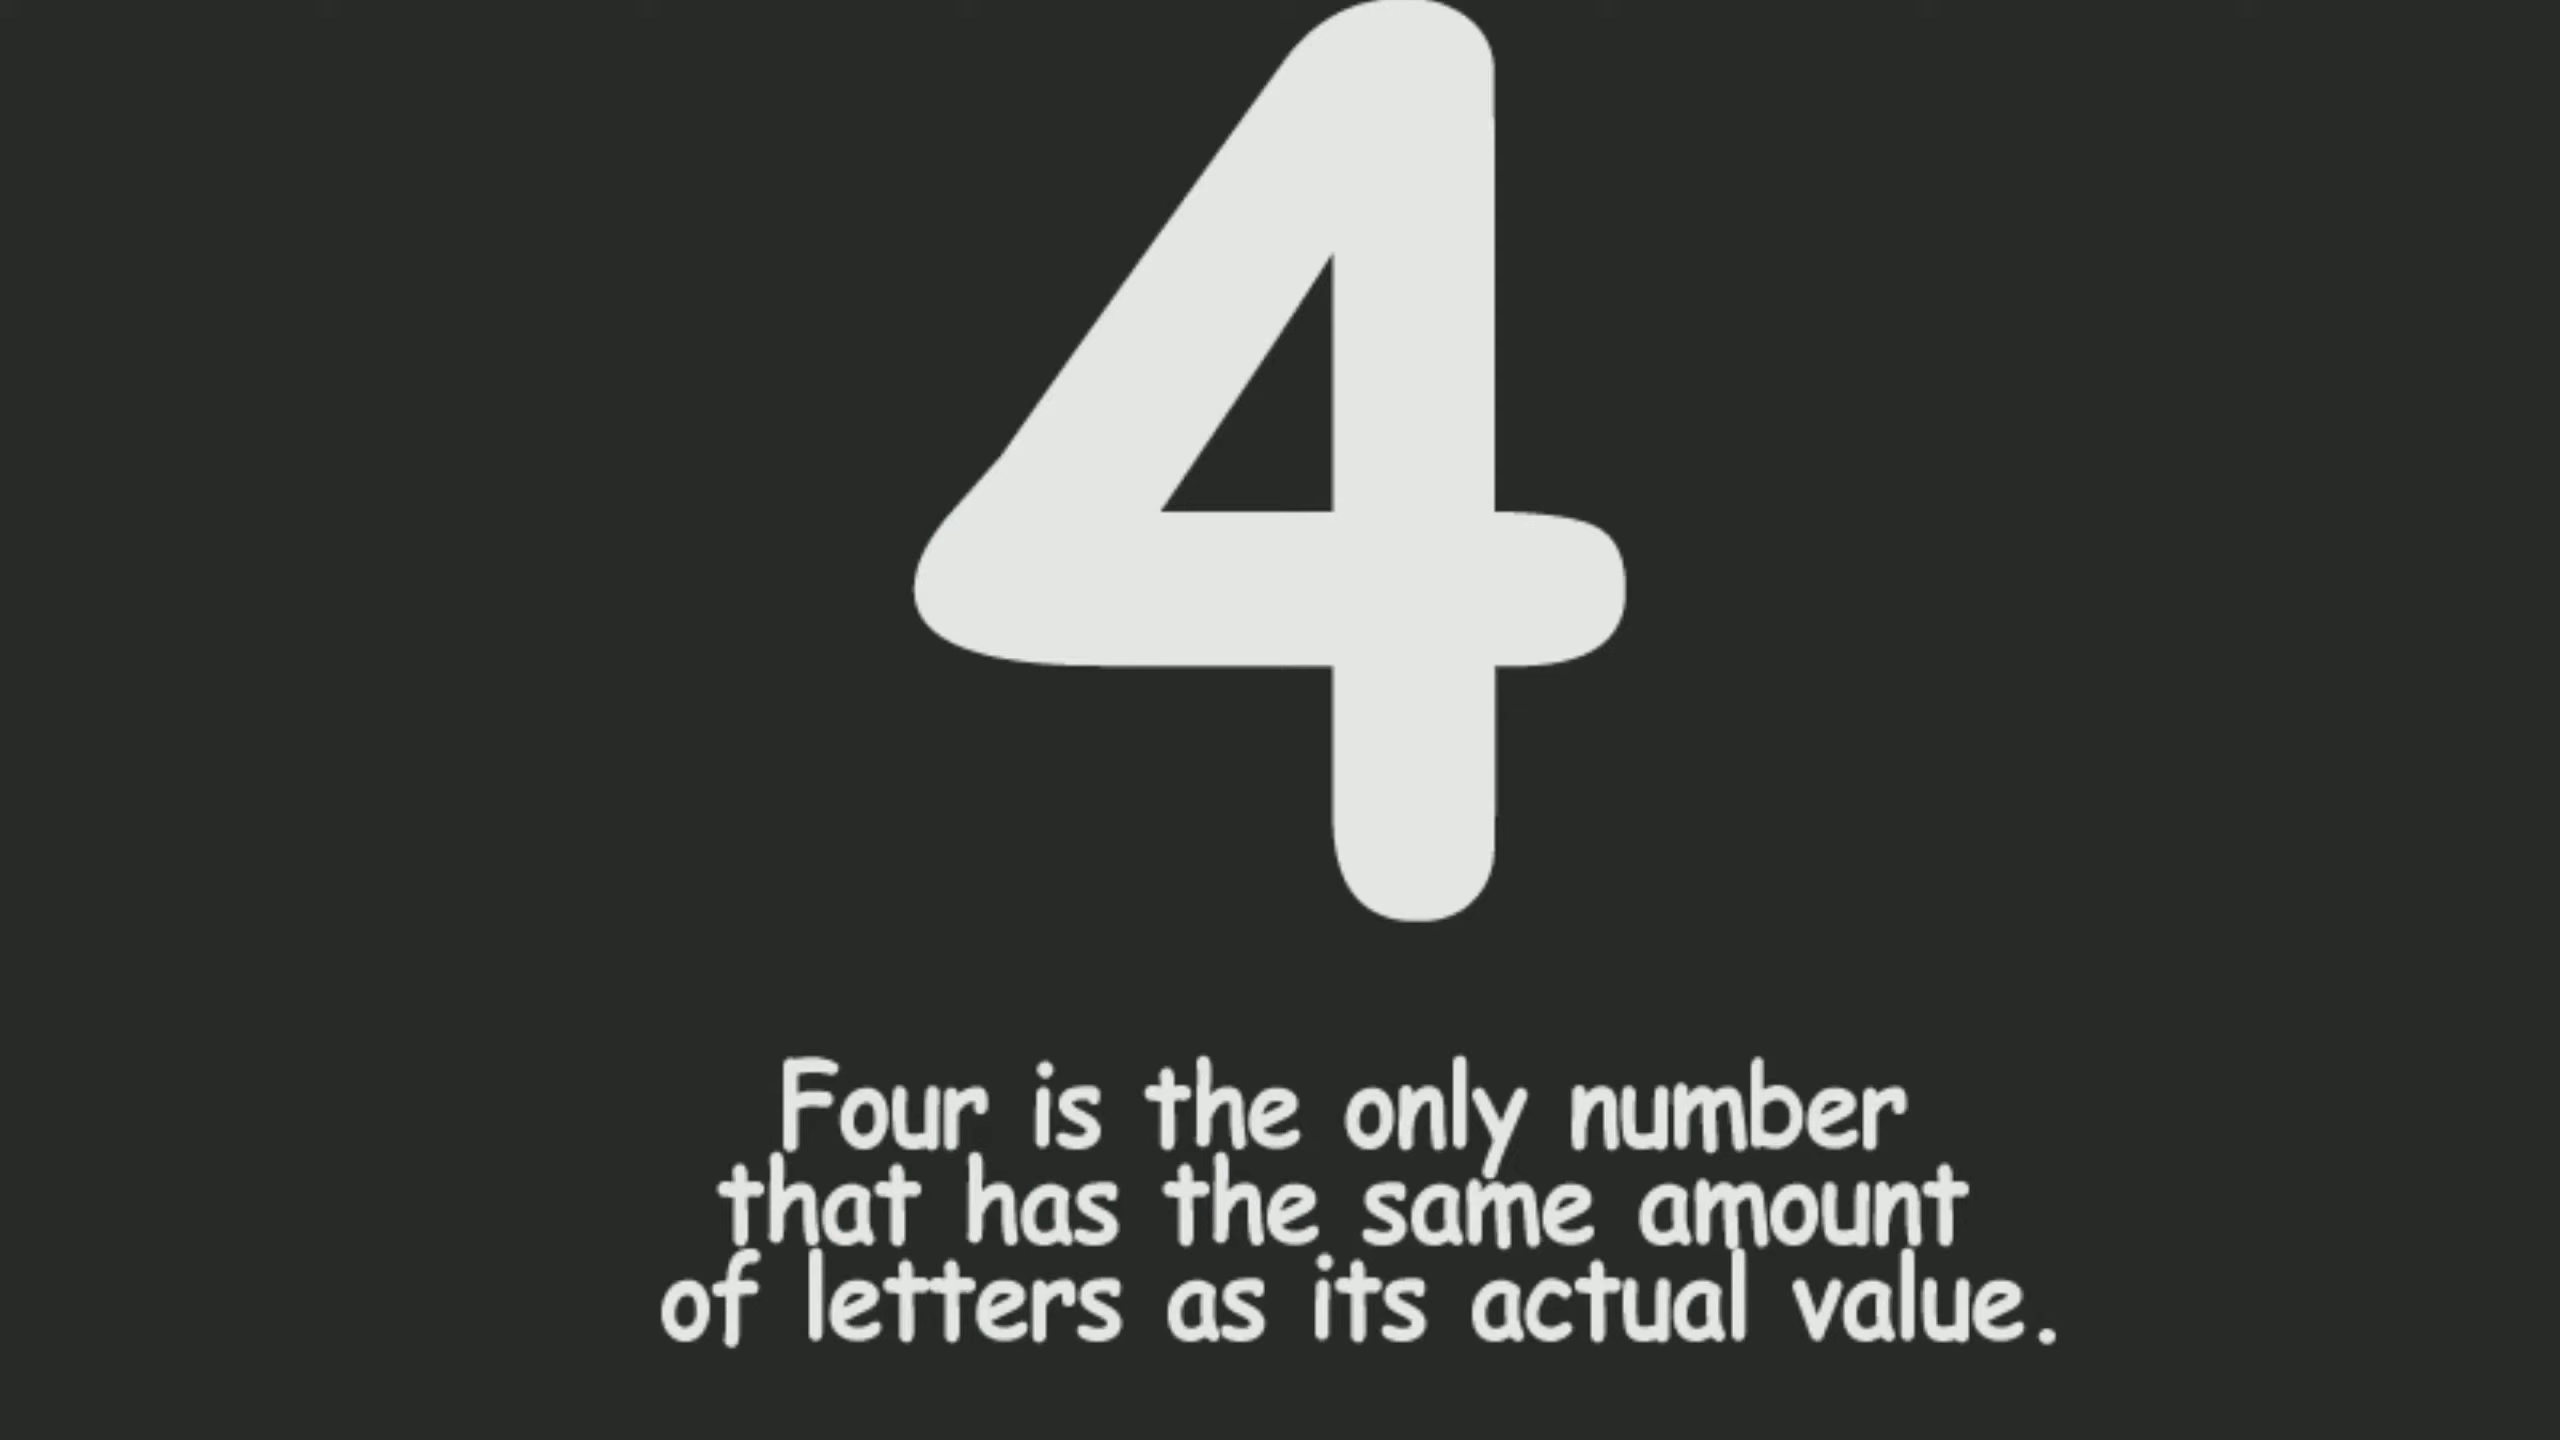 4
Four is the only number
that has the same amount
of letters as its actual value.